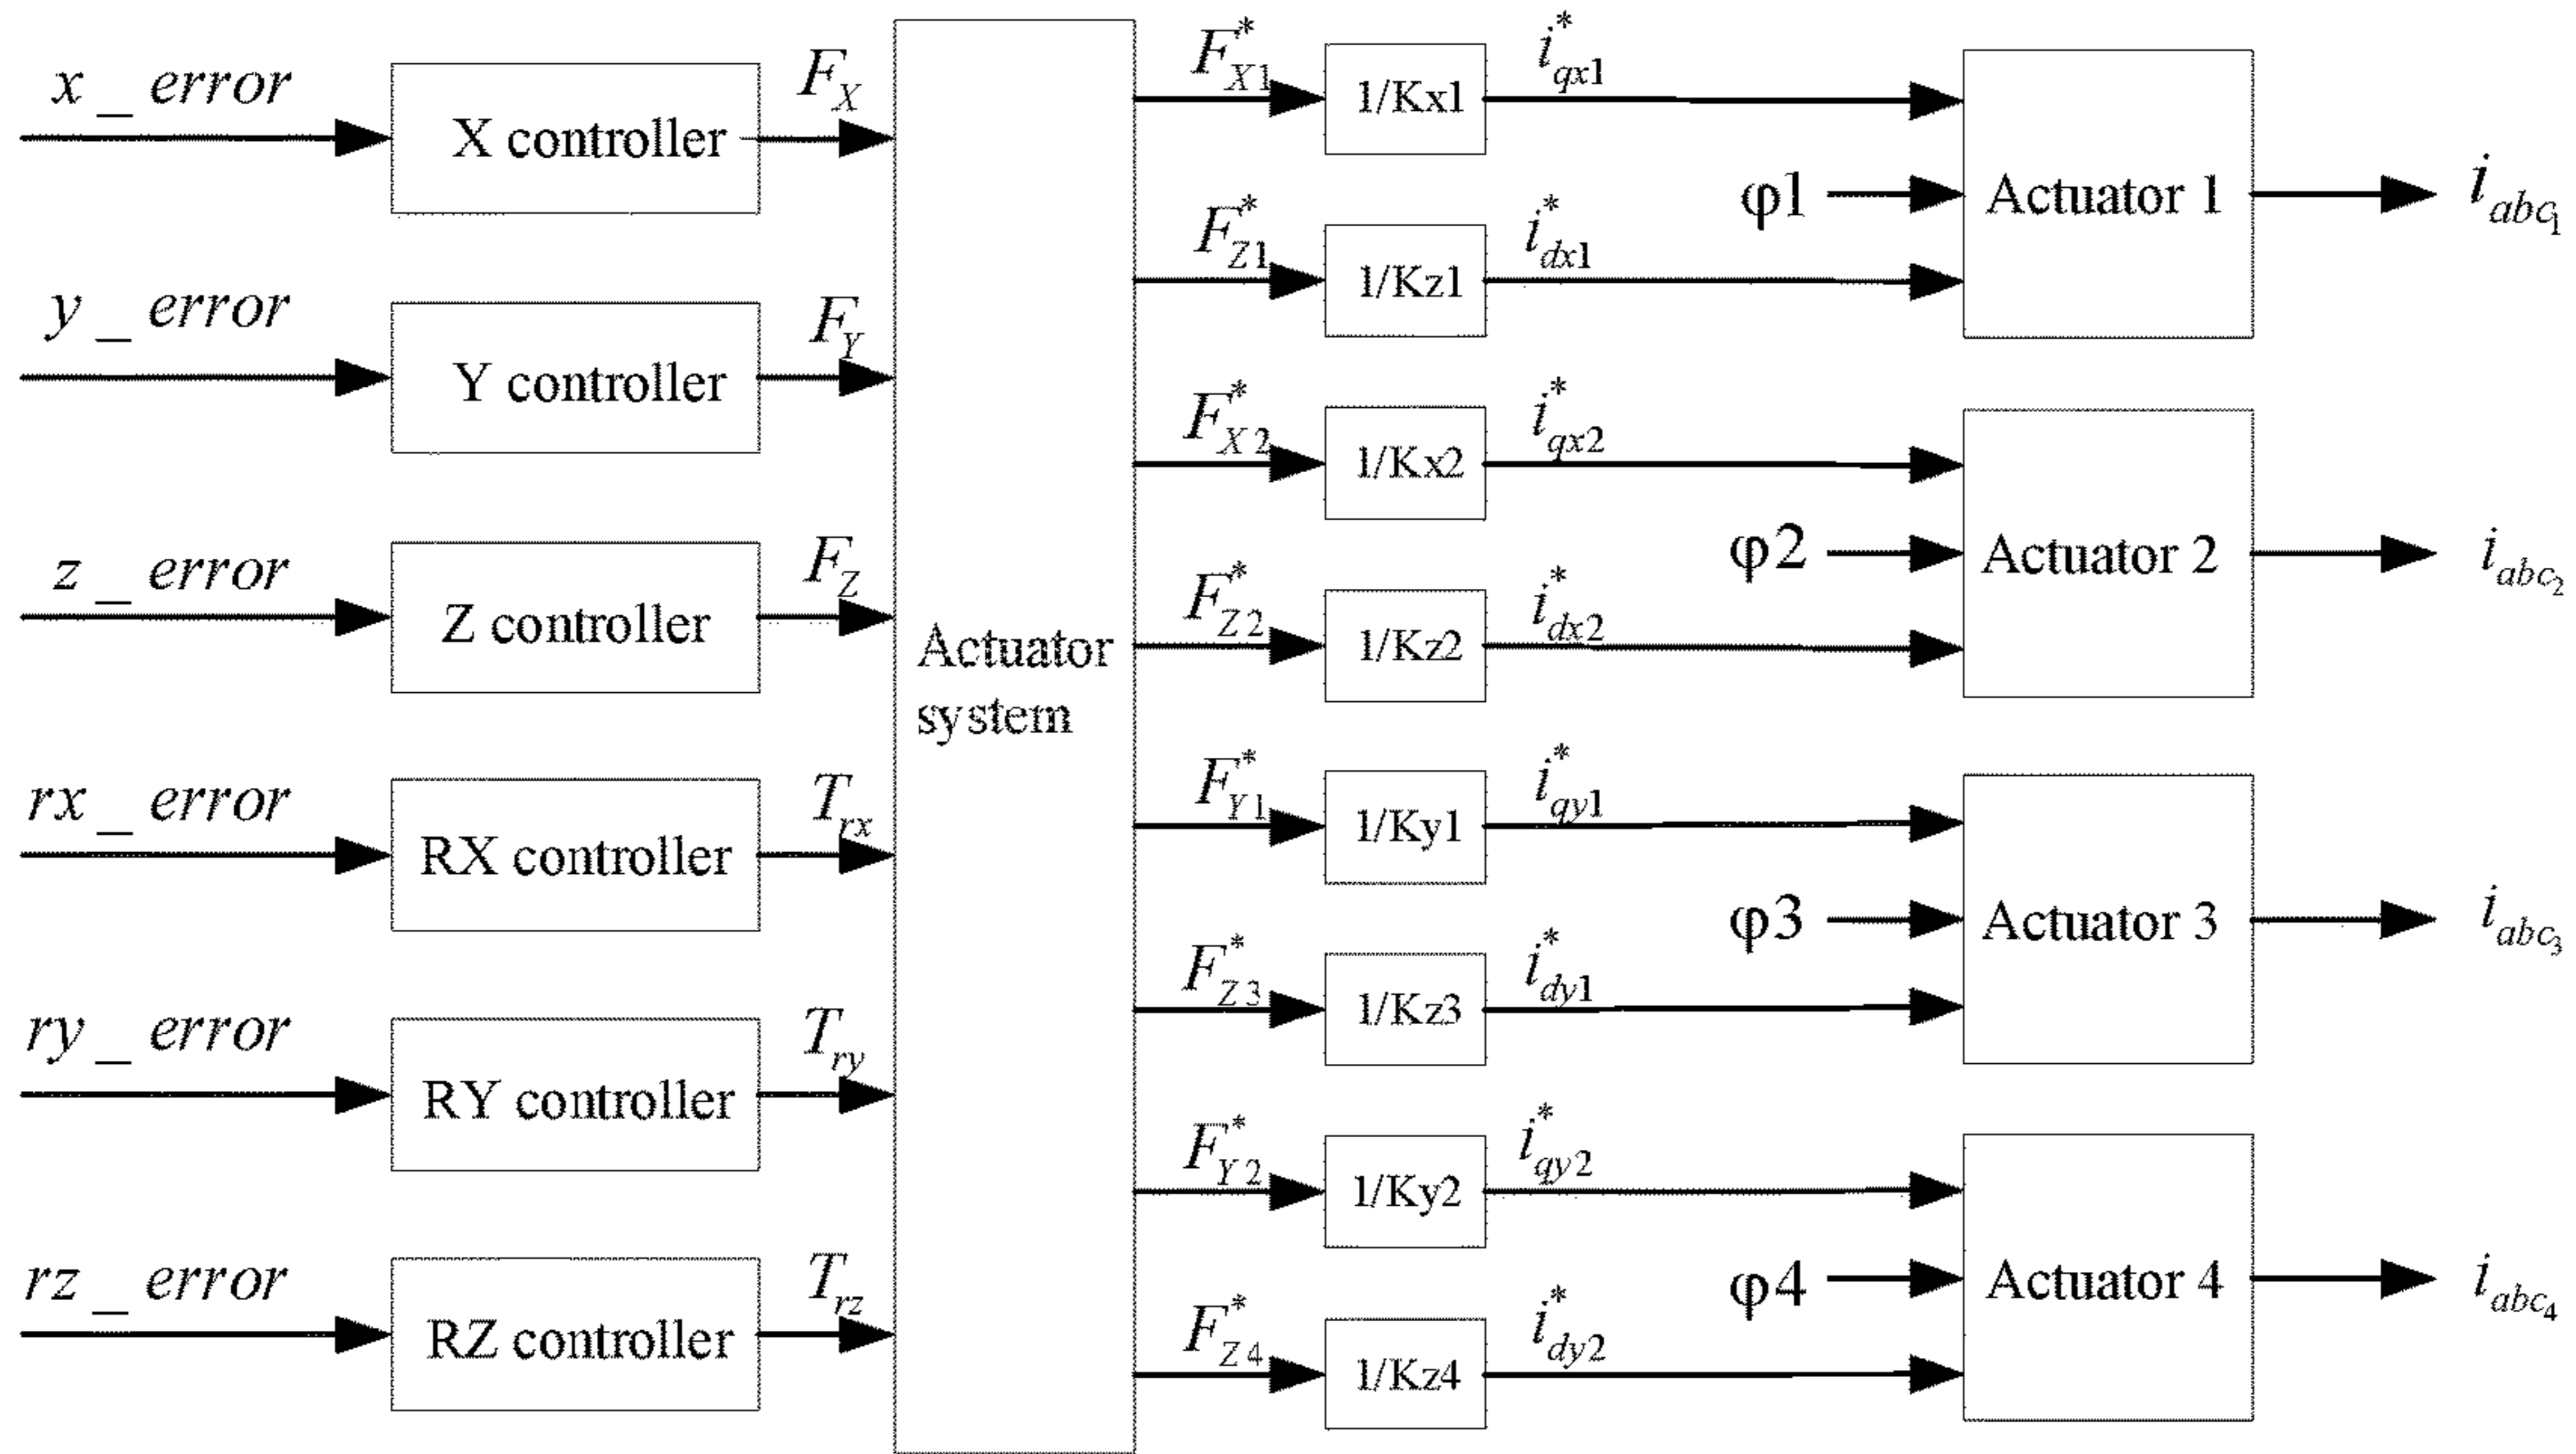 x_error
X controller
F_X
y_error
Y controller
F_Y
z_error
Z controller
F_Z
rx_error
RX controller
T_rx
ry_error
RY controller
T_ry
rz_error
RZ controller
T_rz
Actuator
system
F*_X1
1/Kx1
i*_qx1
F*_Z1
1/Kz1
i*_dx1
φ1
Actuator 1
i_abc1
F*_X2
1/Kx2
i*_qx2
F*_Z2
1/Kz2
i*_dx2
φ2
Actuator 2
i_abc2
F*_Y1
1/Ky1
i*_qy1
F*_Z3
1/Kz3
i*_dy1
φ3
Actuator 3
i_abc3
F*_Y2
1/Ky2
i*_qy2
F*_Z4
1/Kz4
i*_dy2
φ4
Actuator 4
i_abc4